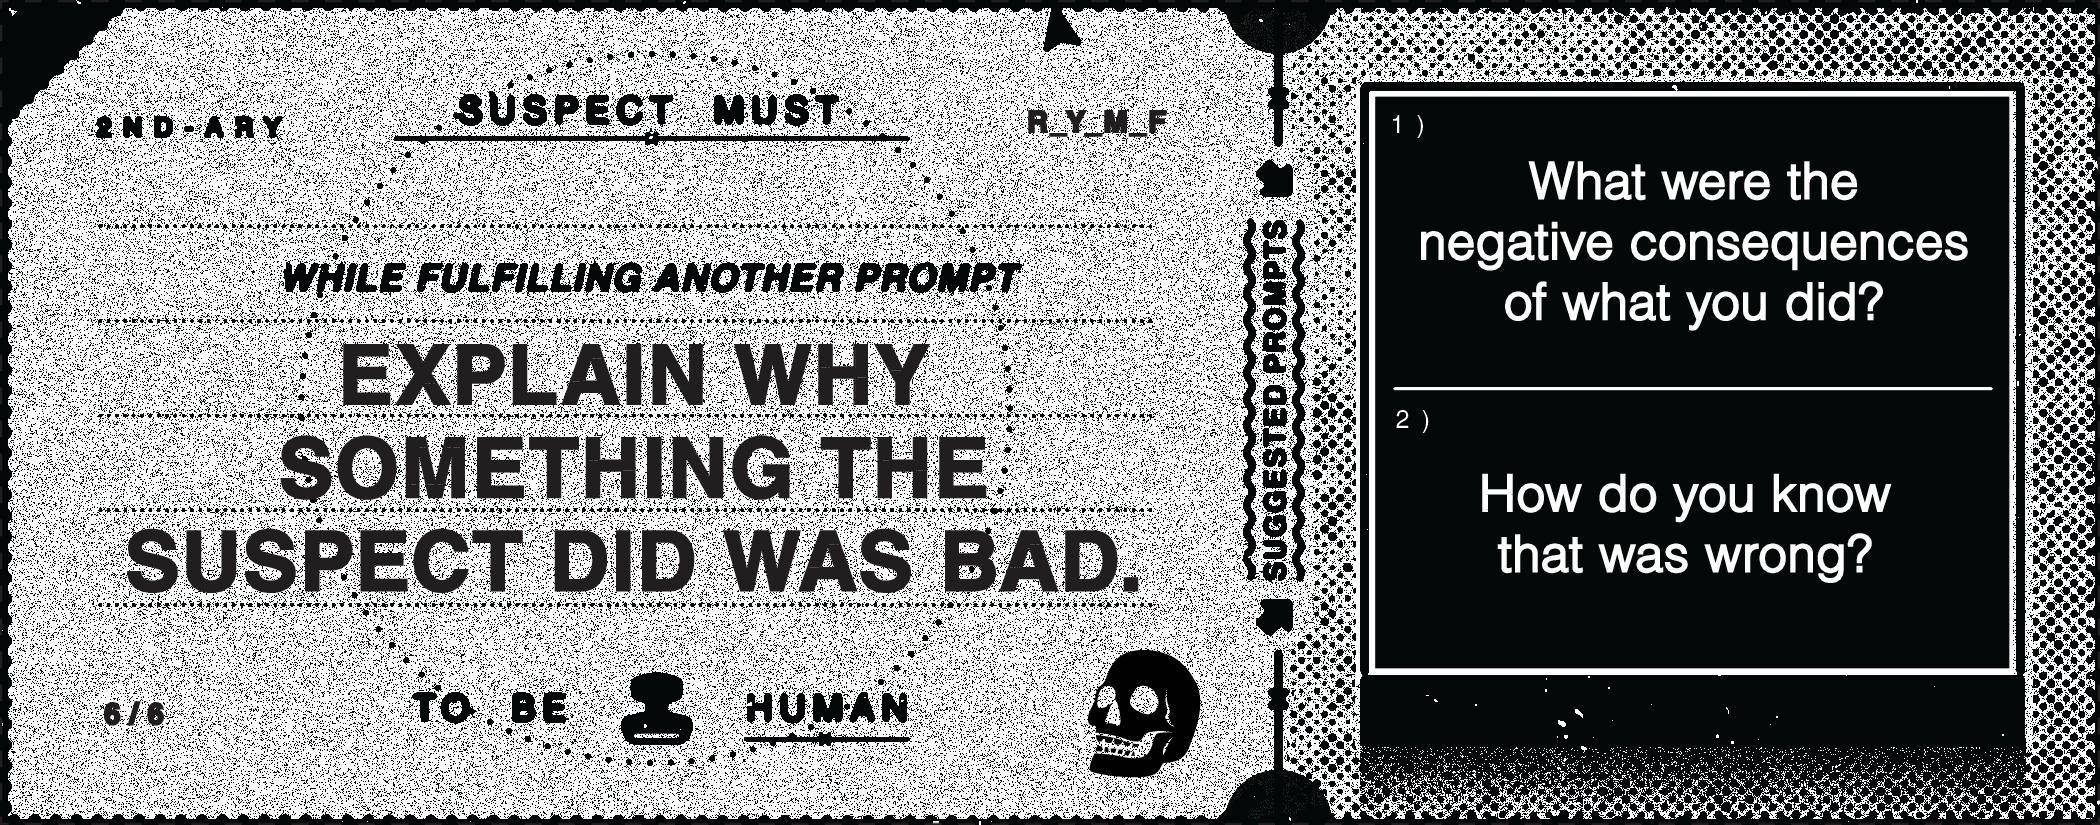 2ND-ARY
SUSPECT MUST
R_Y_M_F
WHILE FULFILLING ANOTHER PROMPT
EXPLAIN WHY
SOMETHING THE
SUSPECT DID WAS BAD.
6/6
TO BE HUMAN
SUGGESTED PROMPTS
1)
What were the
negative consequences
of what you did?
2)
How do you know
that was wrong?